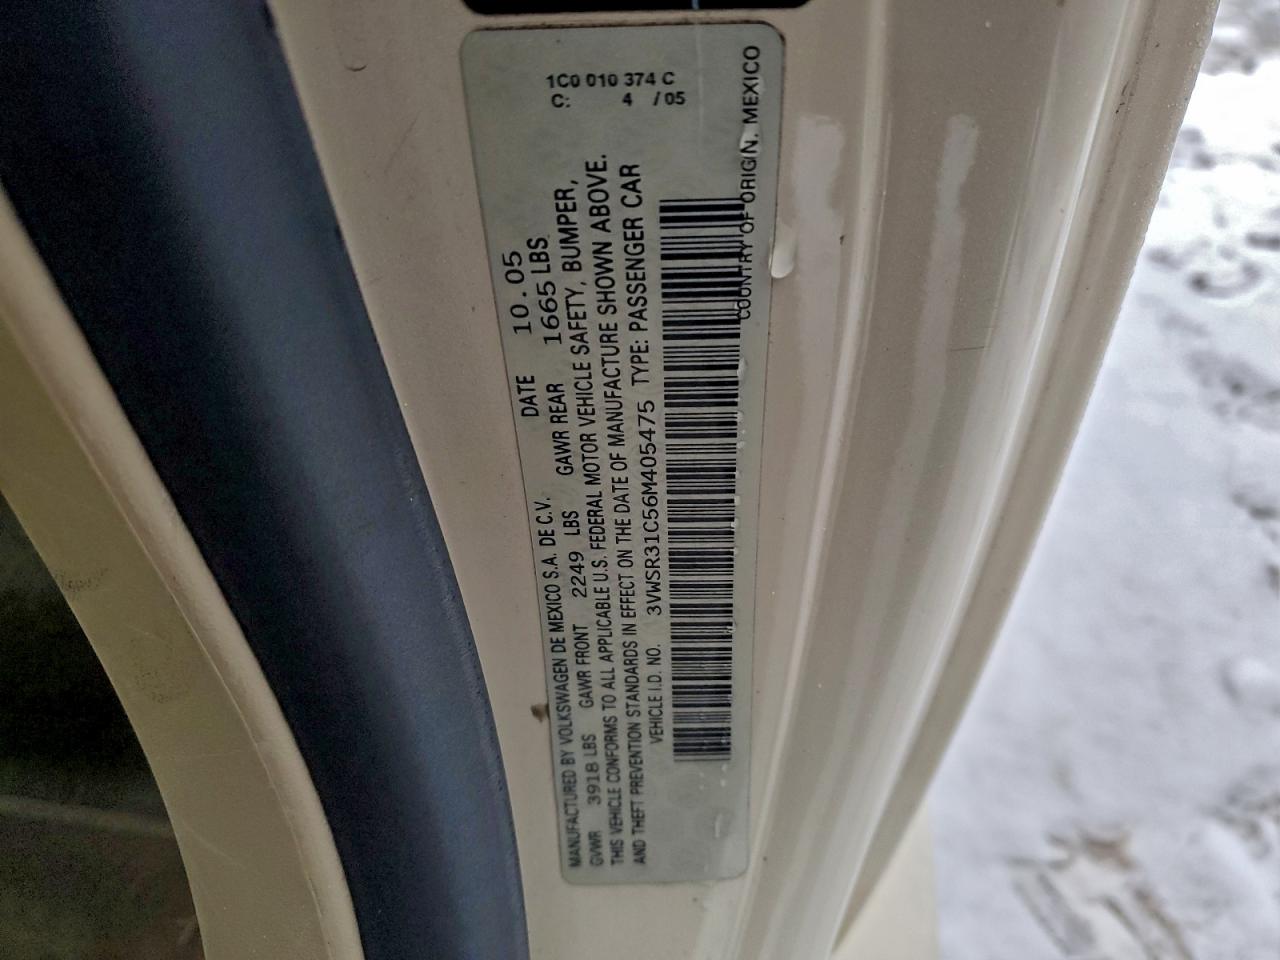 1C0 010 374 C
C: 4 / 05
MANUFACTURED BY VOLKSWAGEN DE MEXICO S.A. DE C.V. DATE 10.05
GVWR 3918 LBS GAWR FRONT 2249 LBS GAWR REAR 1665 LBS
THIS VEHICLE CONFORMS TO ALL APPLICABLE U.S. FEDERAL MOTOR VEHICLE SAFETY, BUMPER,
AND THEFT PREVENTION STANDARDS IN EFFECT ON THE DATE OF MANUFACTURE SHOWN ABOVE.
VEHICLE I.D. NO. 3VWSR31C56M405475 TYPE: PASSENGER CAR
COUNTRY OF ORIGIN, MEXICO